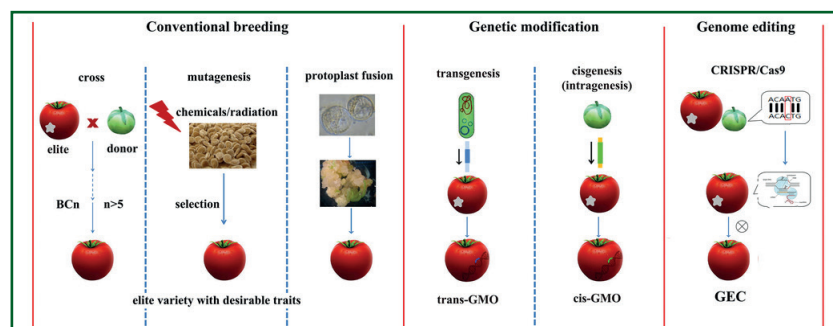 Conventional breeding
cross
elite
donor
BCn
n>5
mutagenesis
chemicals/radiation
selection
protoplast fusion
elite variety with desirable traits
Genetic modification
transgenesis
trans-GMO
cisgenesis
(intragenesis)
cis-GMO
Genome editing
CRISPR/Cas9
ACAATG
ACACTG
GEC